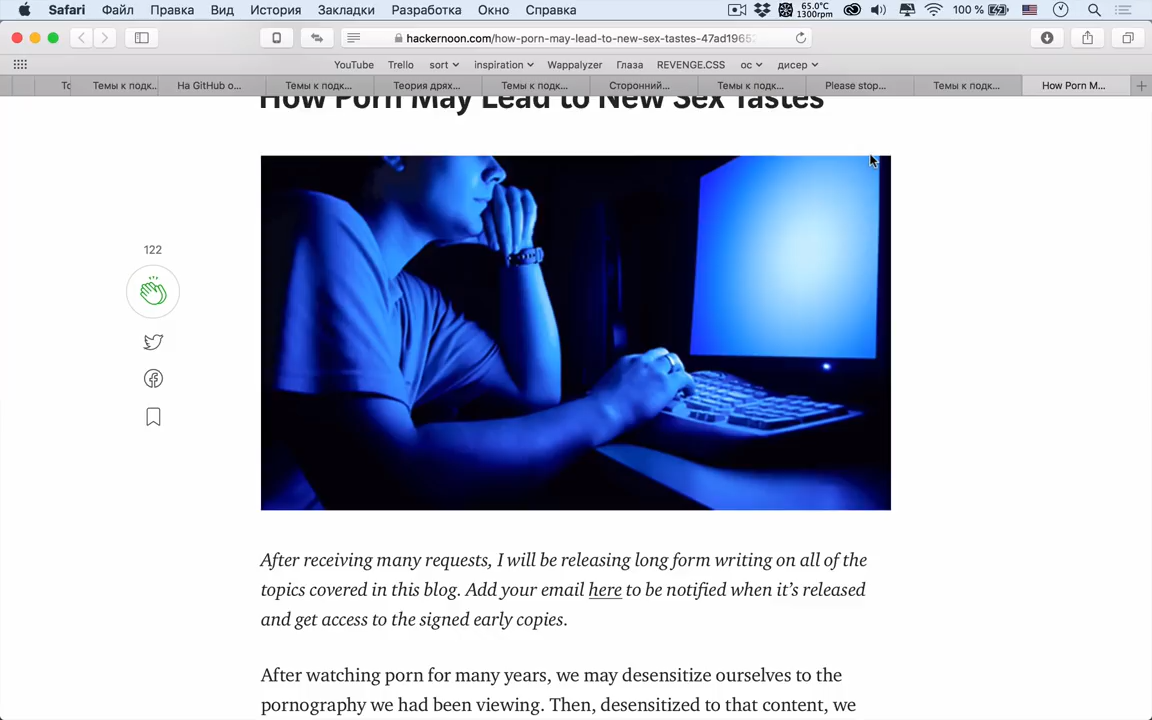 Safari Файл Правка Вид История Закладки Разработка Окно Справка 65.0°C 1300rpm 100 %
hackernoon.com/how-porn-may-lead-to-new-sex-tastes-47ad1965
YouTube Trello sort inspiration Wappalyzer Глаза REVENGE.CSS ос дисер
То Темы к подк... На GitHub о... Темы к подк... Теория дрях... Темы к подк... Сторонний... Темы к подк... Please stop... Темы к подк... How Porn M...
How Porn May Lead to New Sex Tastes
122
After receiving many requests, I will be releasing long form writing on all of the
topics covered in this blog. Add your email here to be notified when it's released
and get access to the signed early copies.
After watching porn for many years, we may desensitize ourselves to the
pornography we had been viewing. Then, desensitized to that content, we